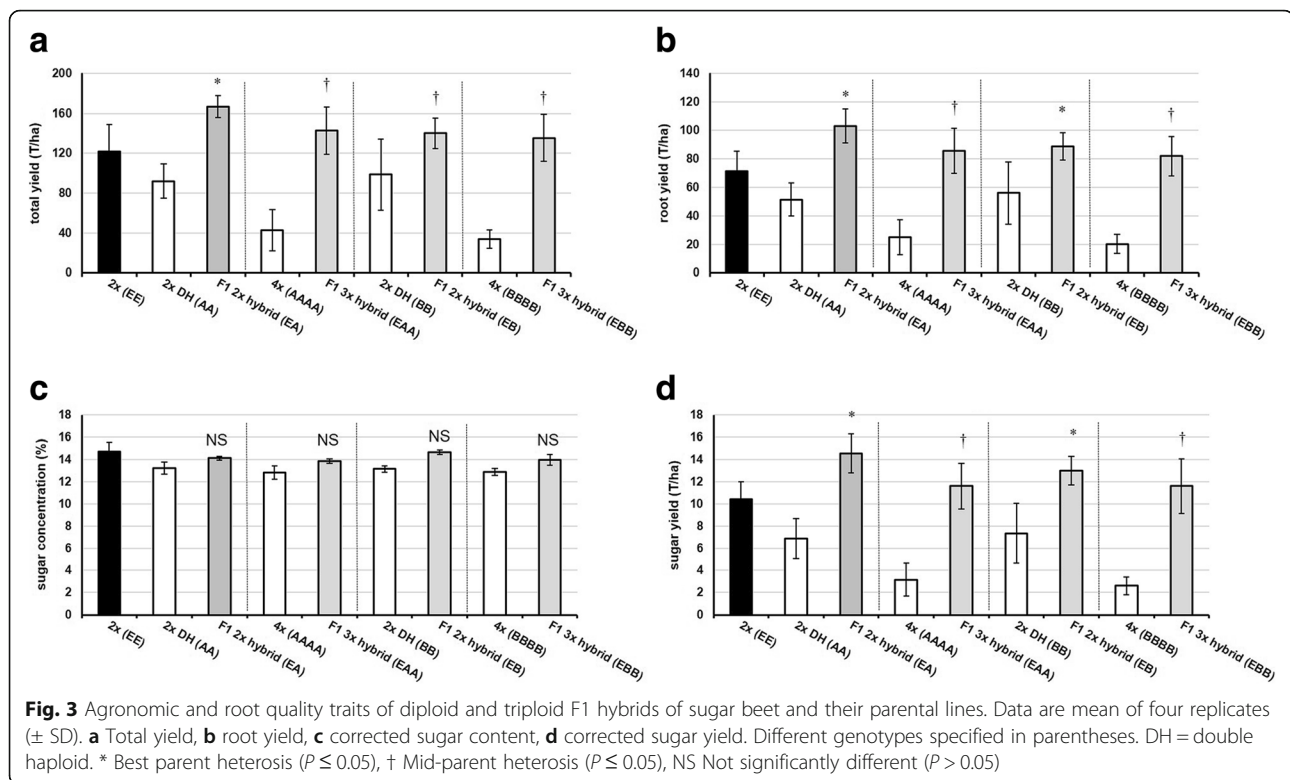 a
200
160
120
80
40
0
total yield (T/ha)
*
†
†
†
2x (EE)
2x DH (AA)
F1 2x hybrid (EA)
4x (AAAA)
F1 3x hybrid (EAA)
2x DH (BB)
F1 2x hybrid (EB)
4x (BBBB)
F1 3x hybrid (EBB)
b
140
120
100
80
60
40
20
0
root yield (T/ha)
*
†
*
†
2x (EE)
2x DH (AA)
F1 2x hybrid (EA)
4x (AAAA)
F1 3x hybrid (EAA)
2x DH (BB)
F1 2x hybrid (EB)
4x (BBBB)
F1 3x hybrid (EBB)
c
18
16
14
12
10
8
6
4
2
0
sugar concentration (%)
NS
NS
NS
NS
2x (EE)
2x DH (AA)
F1 2x hybrid (EA)
4x (AAAA)
F1 3x hybrid (EAA)
2x DH (BB)
F1 2x hybrid (EB)
4x (BBBB)
F1 3x hybrid (EBB)
d
18
16
14
12
10
8
6
4
2
0
sugar yield (T/ha)
*
†
*
†
2x (EE)
2x DH (AA)
F1 2x hybrid (EA)
4x (AAAA)
F1 3x hybrid (EAA)
2x DH (BB)
F1 2x hybrid (EB)
4x (BBBB)
F1 3x hybrid (EBB)
Fig. 3 Agronomic and root quality traits of diploid and triploid F1 hybrids of sugar beet and their parental lines. Data are mean of four replicates
(± SD). a Total yield, b root yield, c corrected sugar content, d corrected sugar yield. Different genotypes specified in parentheses. DH = double
haploid. * Best parent heterosis (P ≤ 0.05), † Mid-parent heterosis (P ≤ 0.05), NS Not significantly different (P > 0.05)